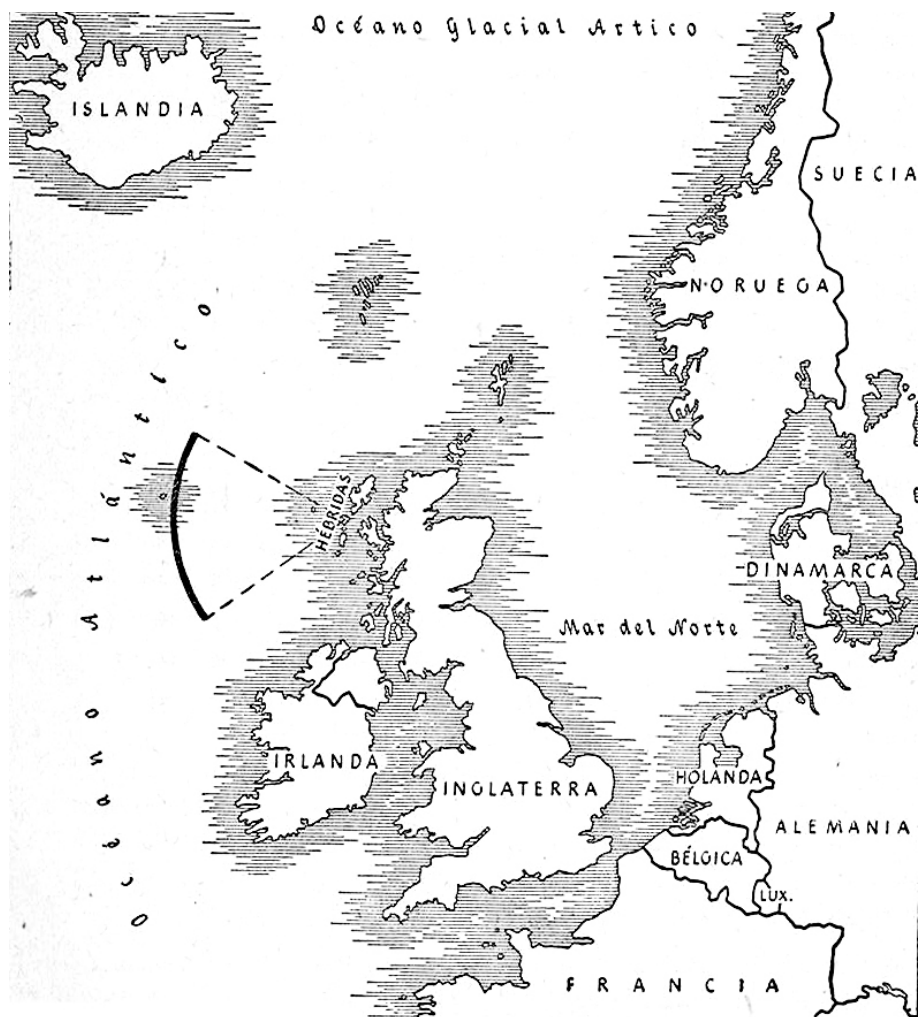 Océano Glacial Artico
ISLANDIA
SUECIA
NORUEGA
Océano Atlántico
HÉBRIDAS
DINAMARCA
Mar del Norte
IRLANDA
INGLATERRA
HOLANDA
ALEMANIA
BÉLGICA
LUX.
FRANCIA